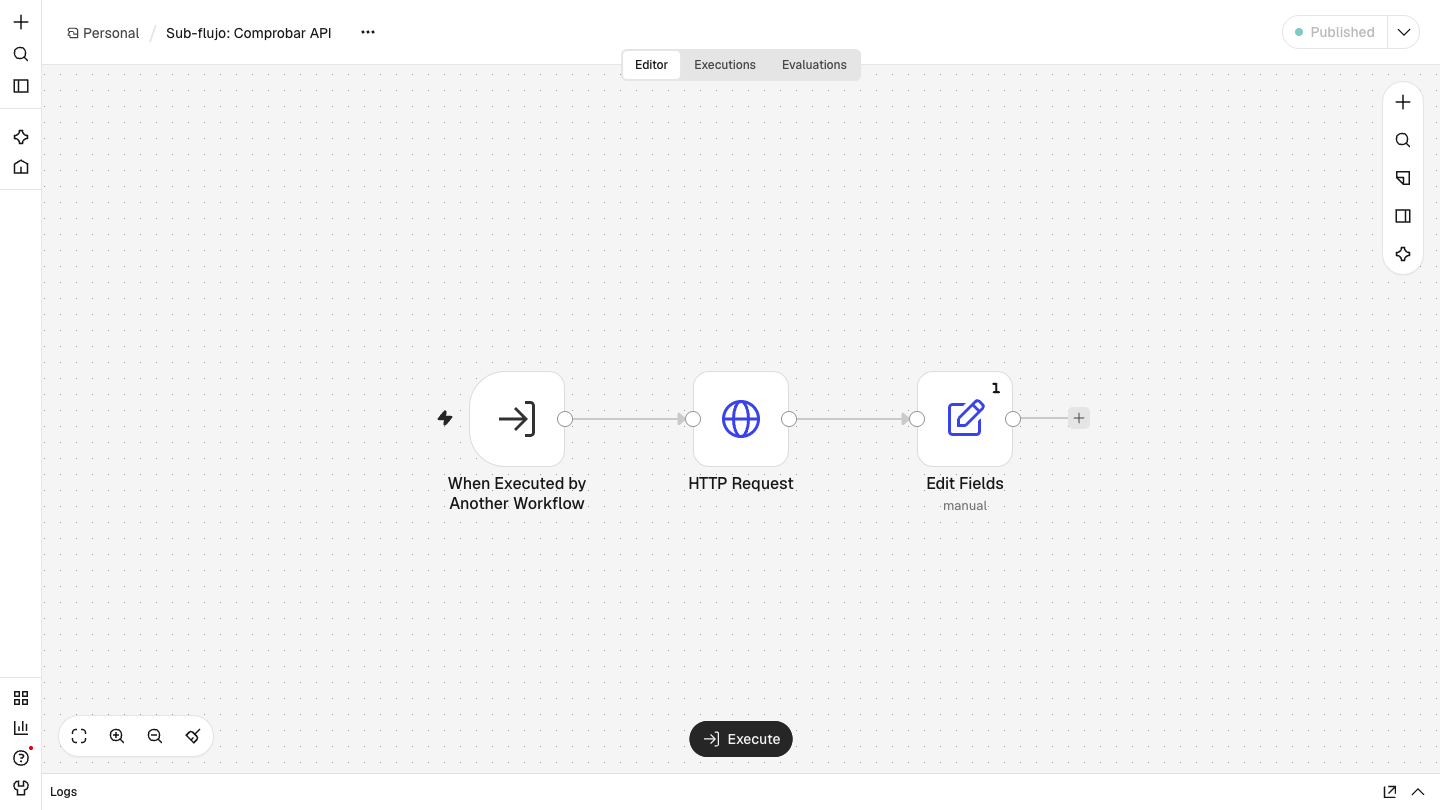 Personal / Sub-flujo: Comprobar API ...
Published
Editor Executions Evaluations
1
When Executed by
Another Workflow
HTTP Request
Edit Fields
manual
Execute
Logs